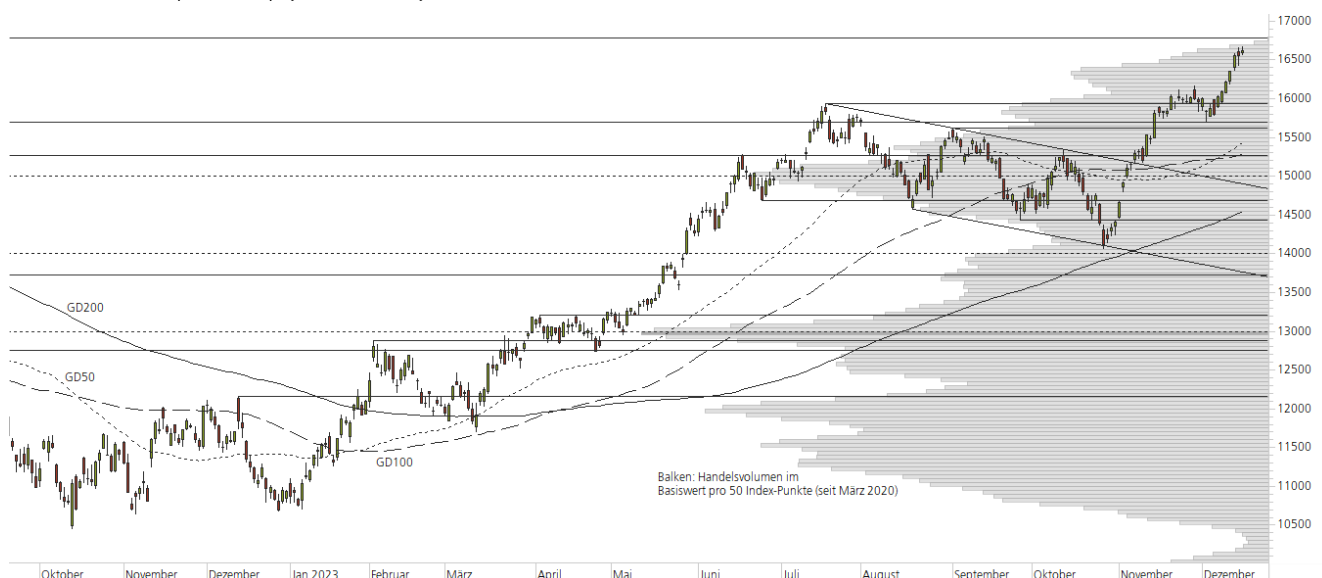 17000
16500
16000
15500
15000
14500
14000
13500
GD200
13000
12500
GD50
12000
11500
GD100
Balken: Handelsvolumen im
Basiswert pro 50 Index-Punkte (seit März 2020)
11000
10500
Oktober November Dezember Jan 2023 Februar März April Mai Juni Juli August September Oktober November Dezember